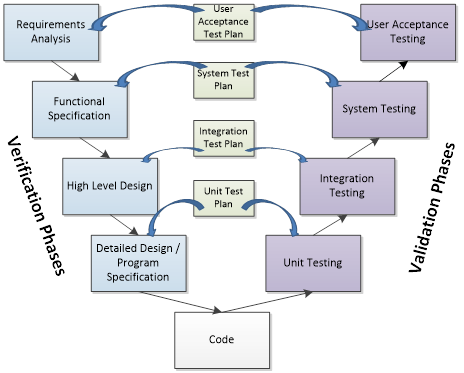 Requirements
Analysis
User
Acceptance
Test Plan
User Acceptance
Testing
Functional
Specification
System Test
Plan
System Testing
High Level Design
Integration
Test Plan
Integration
Testing
Detailed Design /
Program
Specification
Unit Test
Plan
Unit Testing
Code
Verification Phases
Validation Phases